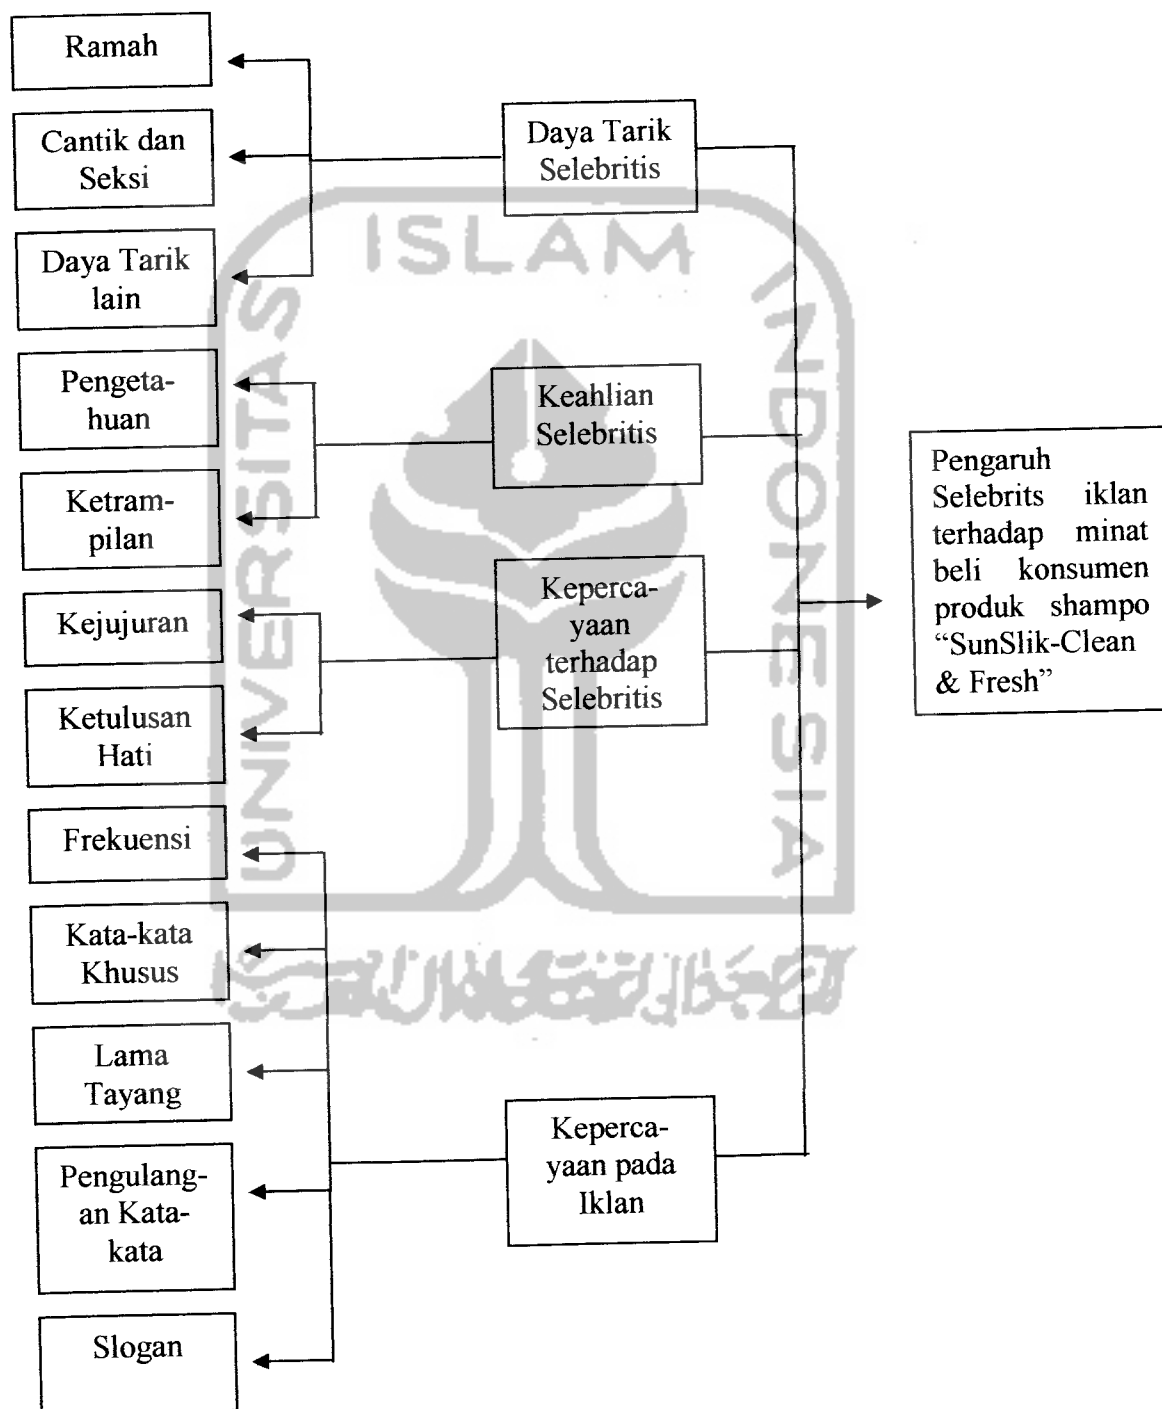 Ramah
Cantik dan
Seksi
Daya Tarik
lain
Pengeta-
huan
Ketram-
pilan
Kejujuran
Ketulusan
Hati
Frekuensi
Kata-kata
Khusus
Lama
Tayang
Pengulang-
an Kata-
kata
Slogan
Daya Tarik
Selebritis
Keahlian
Selebritis
Keperca-
yaan
terhadap
Selebritis
Keperca-
yaan pada
Iklan
Pengaruh
Selebrits iklan
terhadap minat
beli konsumen
produk shampo
“SunSlik-Clean
& Fresh”
UNIVERSITAS
ISLAM
INDONESIA